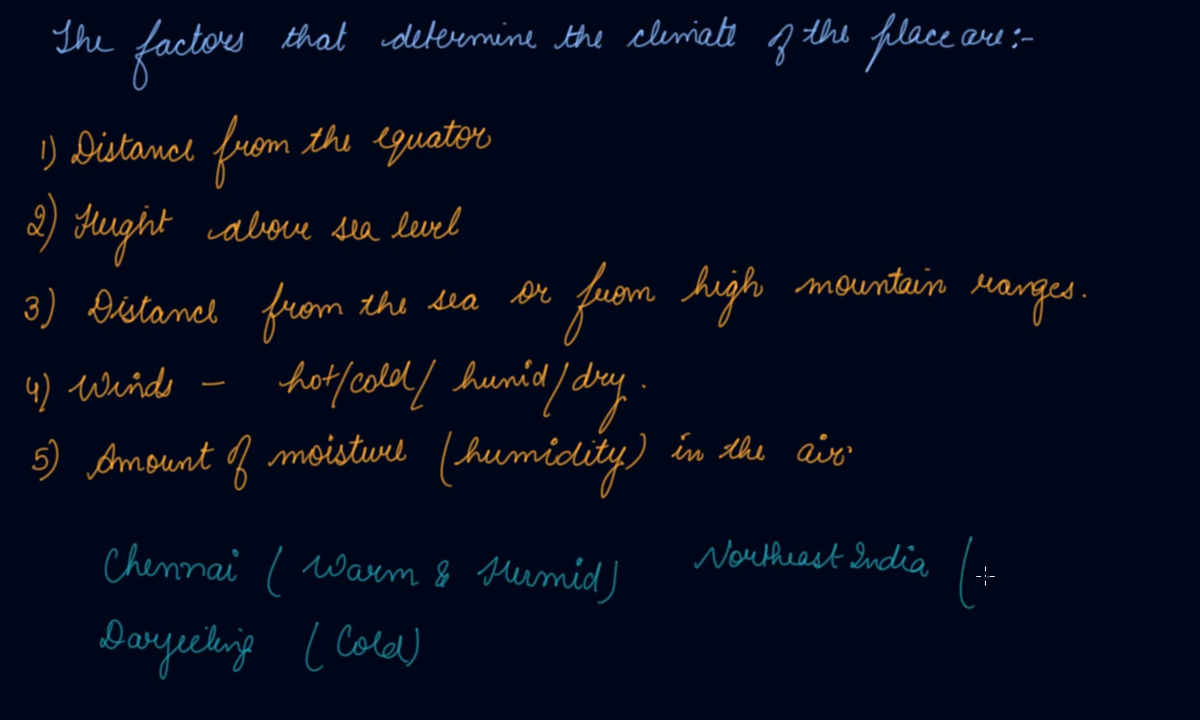 The factors that determine the climate of the place are:-
1) Distance from the equator
2) Height above sea level
3) Distance from the sea or from high mountain ranges.
4) Winds - hot/cold/ humid/dry.
5) Amount of moisture (humidity) in the air
Chennai (Warm & Humid) Northeast India (
Darjeeling (Cold)